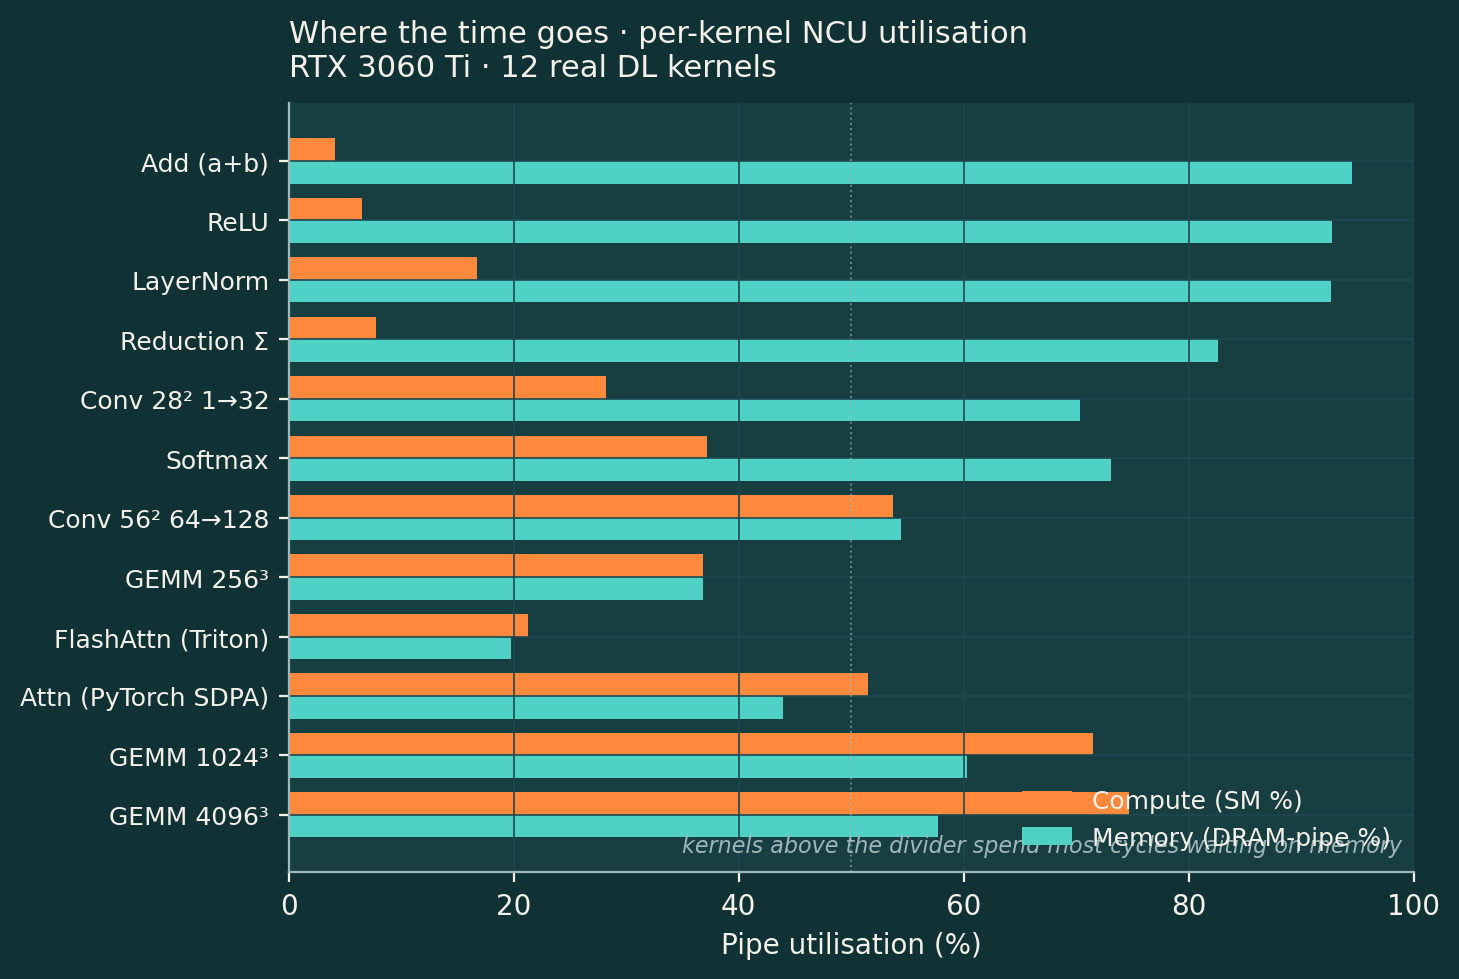 Where the time goes · per-kernel NCU utilisation
RTX 3060 Ti · 12 real DL kernels
Add (a+b)
ReLU
LayerNorm
Reduction Σ
Conv 28² 1→32
Softmax
Conv 56² 64→128
GEMM 256³
FlashAttn (Triton)
Attn (PyTorch SDPA)
GEMM 1024³
GEMM 4096³
Compute (SM %)
Memory (DRAM-pipe %)
kernels above the divider spend most cycles waiting on memory
0 20 40 60 80 100
Pipe utilisation (%)